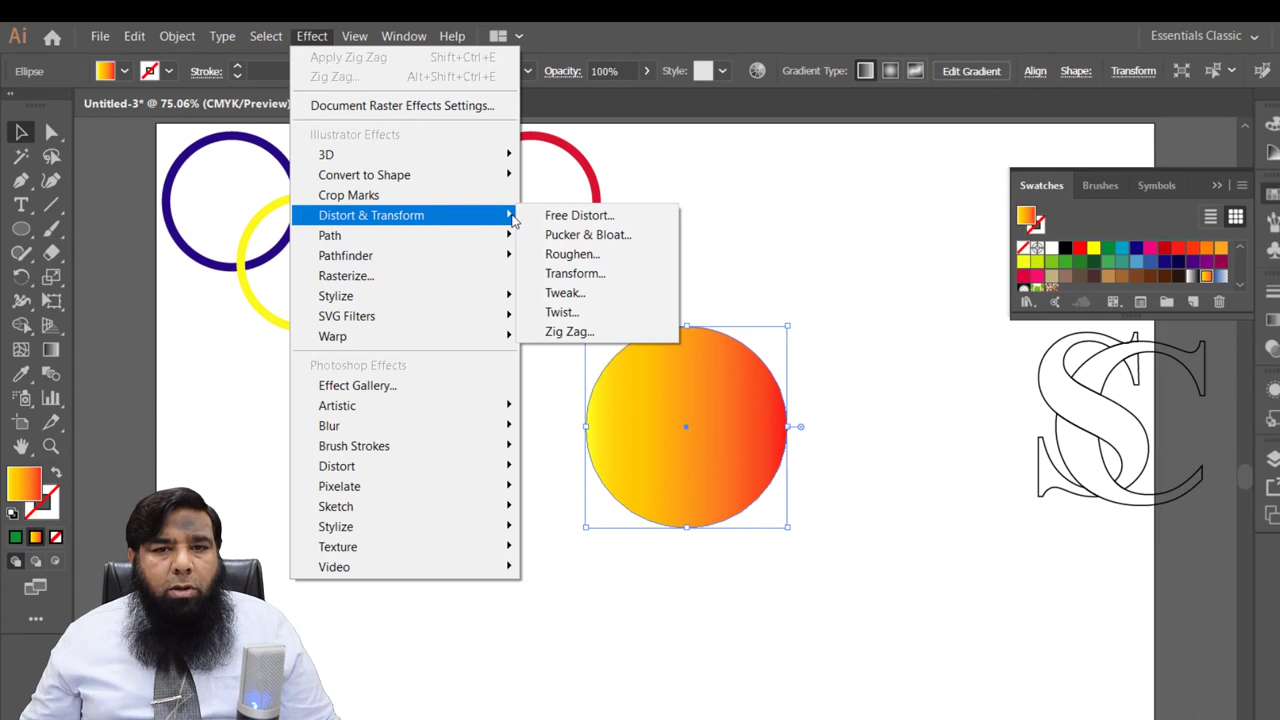 Ai File Edit Object Type Select Effect View Window Help Essentials Classic
Ellipse Stroke: Opacity: 100% Style: Gradient Type: Edit Gradient Align Shape: Transform
Untitled-3* @ 75.06% (CMYK/Preview)
Apply Zig Zag Shift+Ctrl+E
Zig Zag... Alt+Shift+Ctrl+E
Document Raster Effects Settings...
Illustrator Effects
3D
Convert to Shape
Crop Marks
Distort & Transform
Path
Pathfinder
Rasterize...
Stylize
SVG Filters
Warp
Photoshop Effects
Effect Gallery...
Artistic
Blur
Brush Strokes
Distort
Pixelate
Sketch
Stylize
Texture
Video
Free Distort...
Pucker & Bloat...
Roughen...
Transform...
Tweak...
Twist...
Zig Zag...
Swatches Brushes Symbols
SC